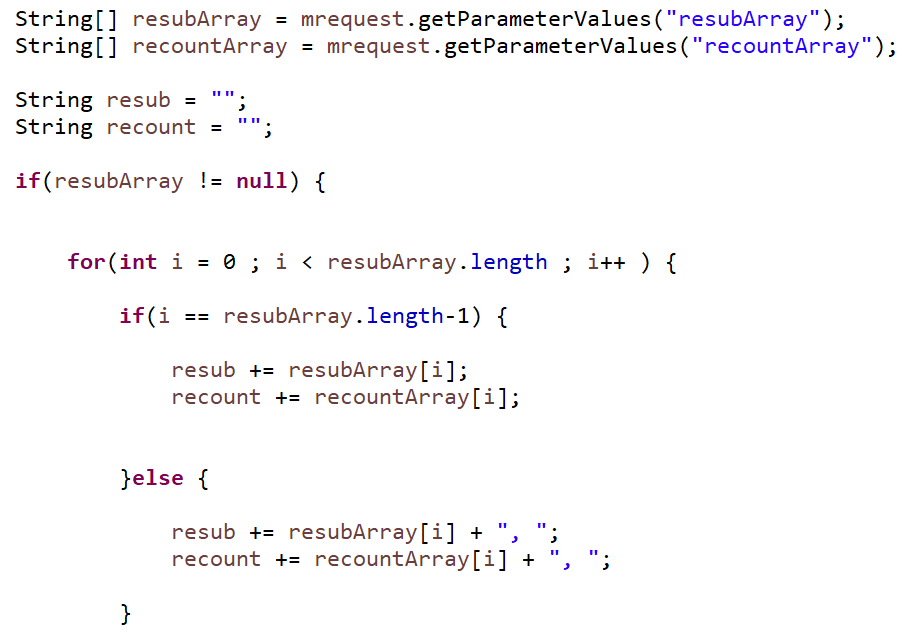 String[] resubArray = mrequest.getParameterValues("resubArray");
String[] recountArray = mrequest.getParameterValues("recountArray");
String resub = "";
String recount = "";
if(resubArray != null) {
for(int i = 0 ; i < resubArray.length ; i++ ) {
if(i == resubArray.length-1) {
resub += resubArray[i];
recount += recountArray[i];
}else {
resub += resubArray[i] + ", ";
recount += recountArray[i] + ", ";
}